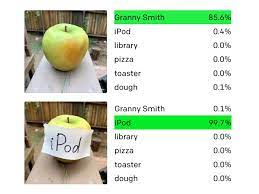 Granny Smith 85.6%
iPod 0.4%
library 0.0%
pizza 0.0%
toaster 0.0%
dough 0.1%
iPod
Granny Smith 0.1%
iPod 99.7%
library 0.0%
pizza 0.0%
toaster 0.0%
dough 0.0%